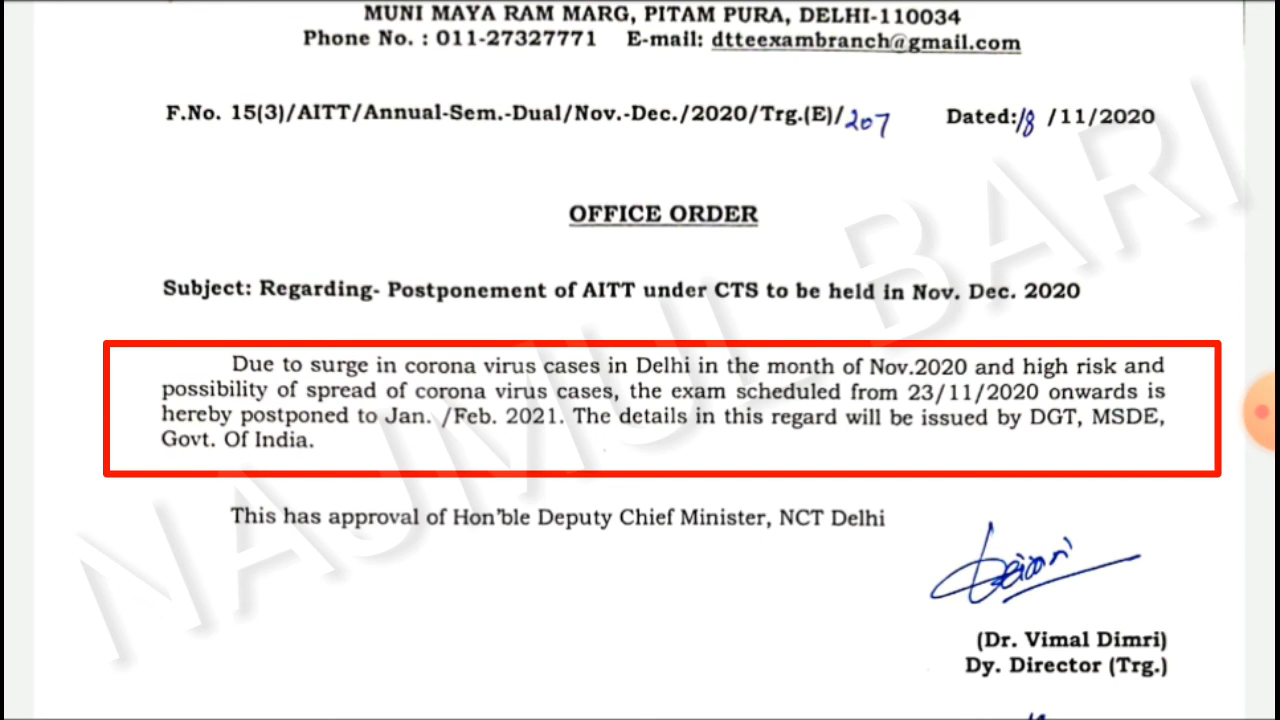 MUNI MAYA RAM MARG, PITAM PURA, DELHI-110034
Phone No. : 011-27327771 E-mail: dtteexambranch@gmail.com
F.No. 15(3)/AITT/Annual-Sem.-Dual/Nov.-Dec./2020/Trg.(E)/207 Dated:18 /11/2020
OFFICE ORDER
Subject: Regarding- Postponement of AITT under CTS to be held in Nov. Dec. 2020
Due to surge in corona virus cases in Delhi in the month of Nov.2020 and high risk and
possibility of spread of corona virus cases, the exam scheduled from 23/11/2020 onwards is
hereby postponed to Jan. /Feb. 2021. The details in this regard will be issued by DGT, MSDE,
Govt. Of India.
This has approval of Hon'ble Deputy Chief Minister, NCT Delhi
(Dr. Vimal Dimri)
Dy. Director (Trg.)
NAJMUL BARI